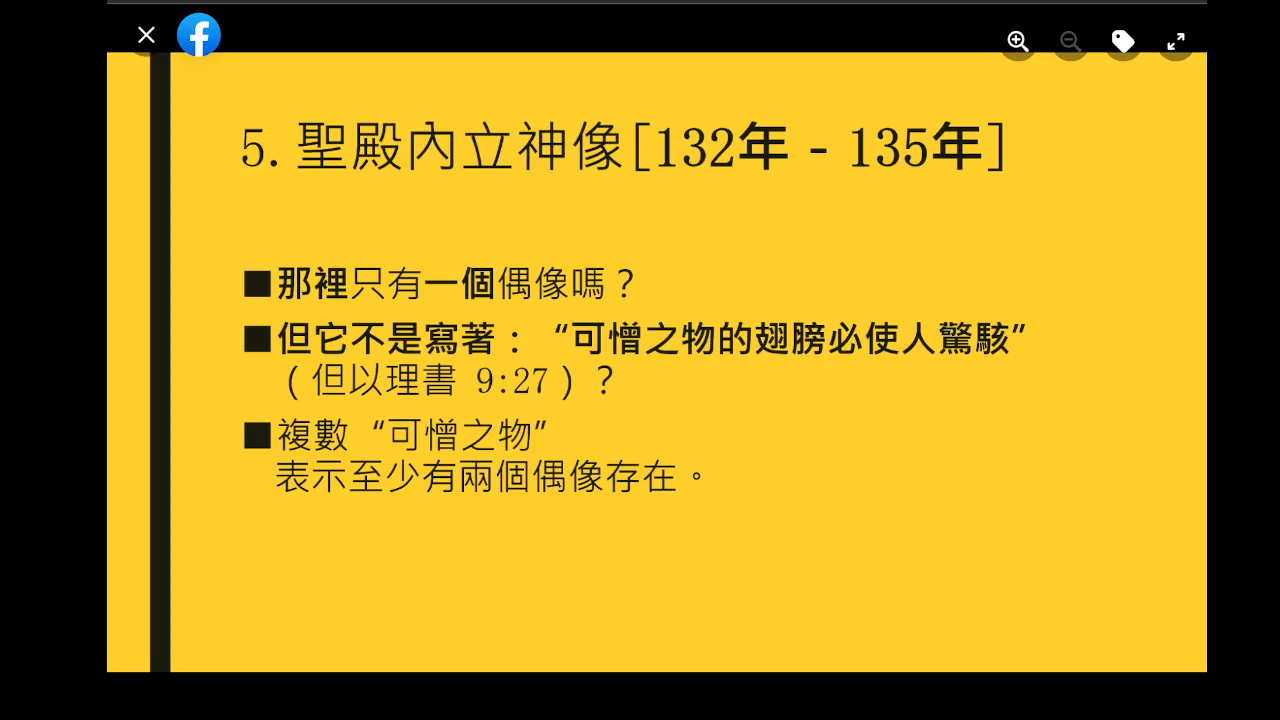 5. 聖殿內立神像[132年 - 135年]
■那裡只有一個偶像嗎？
■但它不是寫著：“可憎之物的翅膀必使人驚駭”
（但以理書 9:27）？
■複數“可憎之物”
表示至少有兩個偶像存在。